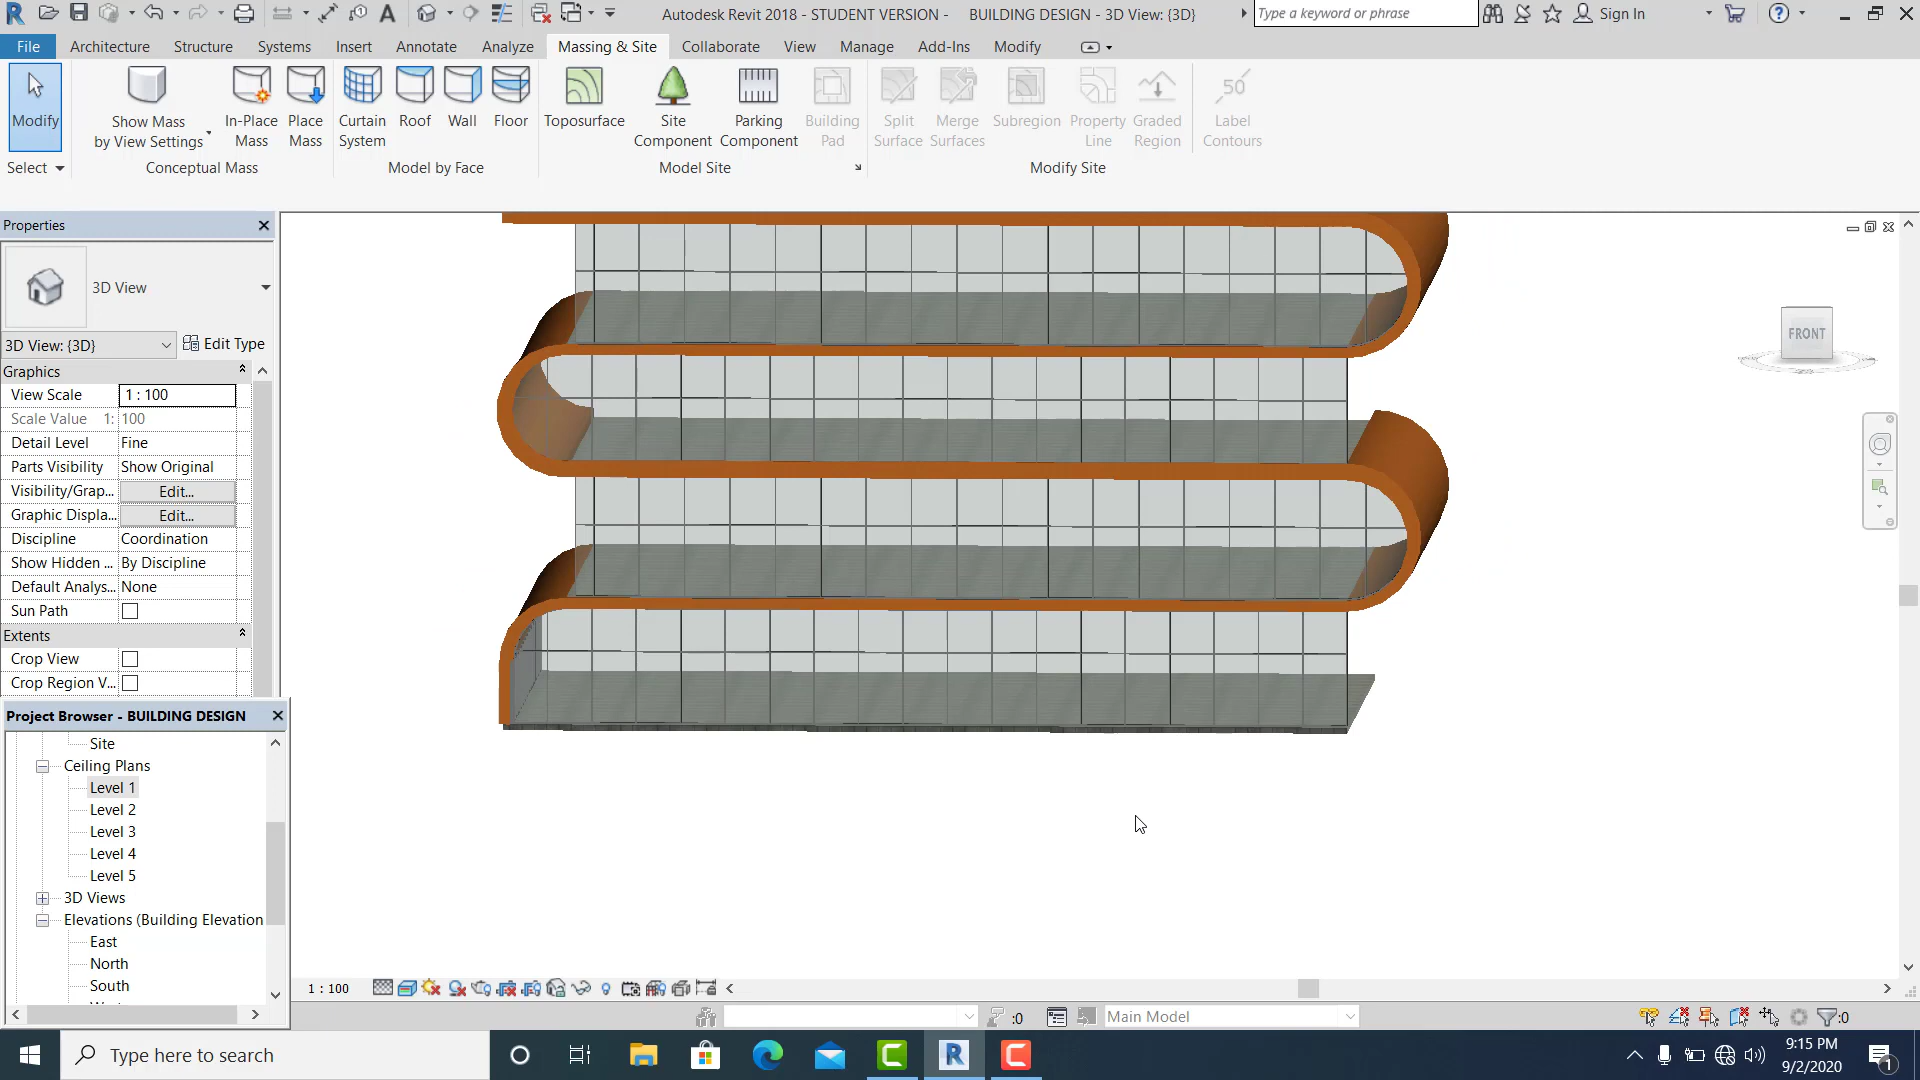 Autodesk Revit 2018 - STUDENT VERSION - BUILDING DESIGN - 3D View: {3D}
Type a keyword or phrase
Sign In
File Architecture Structure Systems Insert Annotate Analyze Massing & Site Collaborate View Manage Add-Ins Modify
Modify
Show Mass
by View Settings
In-Place
Mass
Place
Mass
Curtain
System
Roof
Wall
Floor
Toposurface
Site
Component
Parking
Component
Building
Pad
Split
Surface
Merge
Surfaces
Subregion
Property
Line
Graded
Region
50
Label
Contours
Select Conceptual Mass Model by Face Model Site Modify Site
Properties
3D View
3D View: {3D} Edit Type
Graphics
View Scale 1 : 100
Scale Value 1: 100
Detail Level Fine
Parts Visibility Show Original
Visibility/Grap... Edit...
Graphic Displa... Edit...
Discipline Coordination
Show Hidden ... By Discipline
Default Analys... None
Sun Path
Extents
Crop View
Crop Region V...
Project Browser - BUILDING DESIGN
Site
Ceiling Plans
Level 1
Level 2
Level 3
Level 4
Level 5
3D Views
Elevations (Building Elevation
East
North
South
FRONT
1 : 100
:0
Main Model
:0
Type here to search
9:15 PM
9/2/2020
1